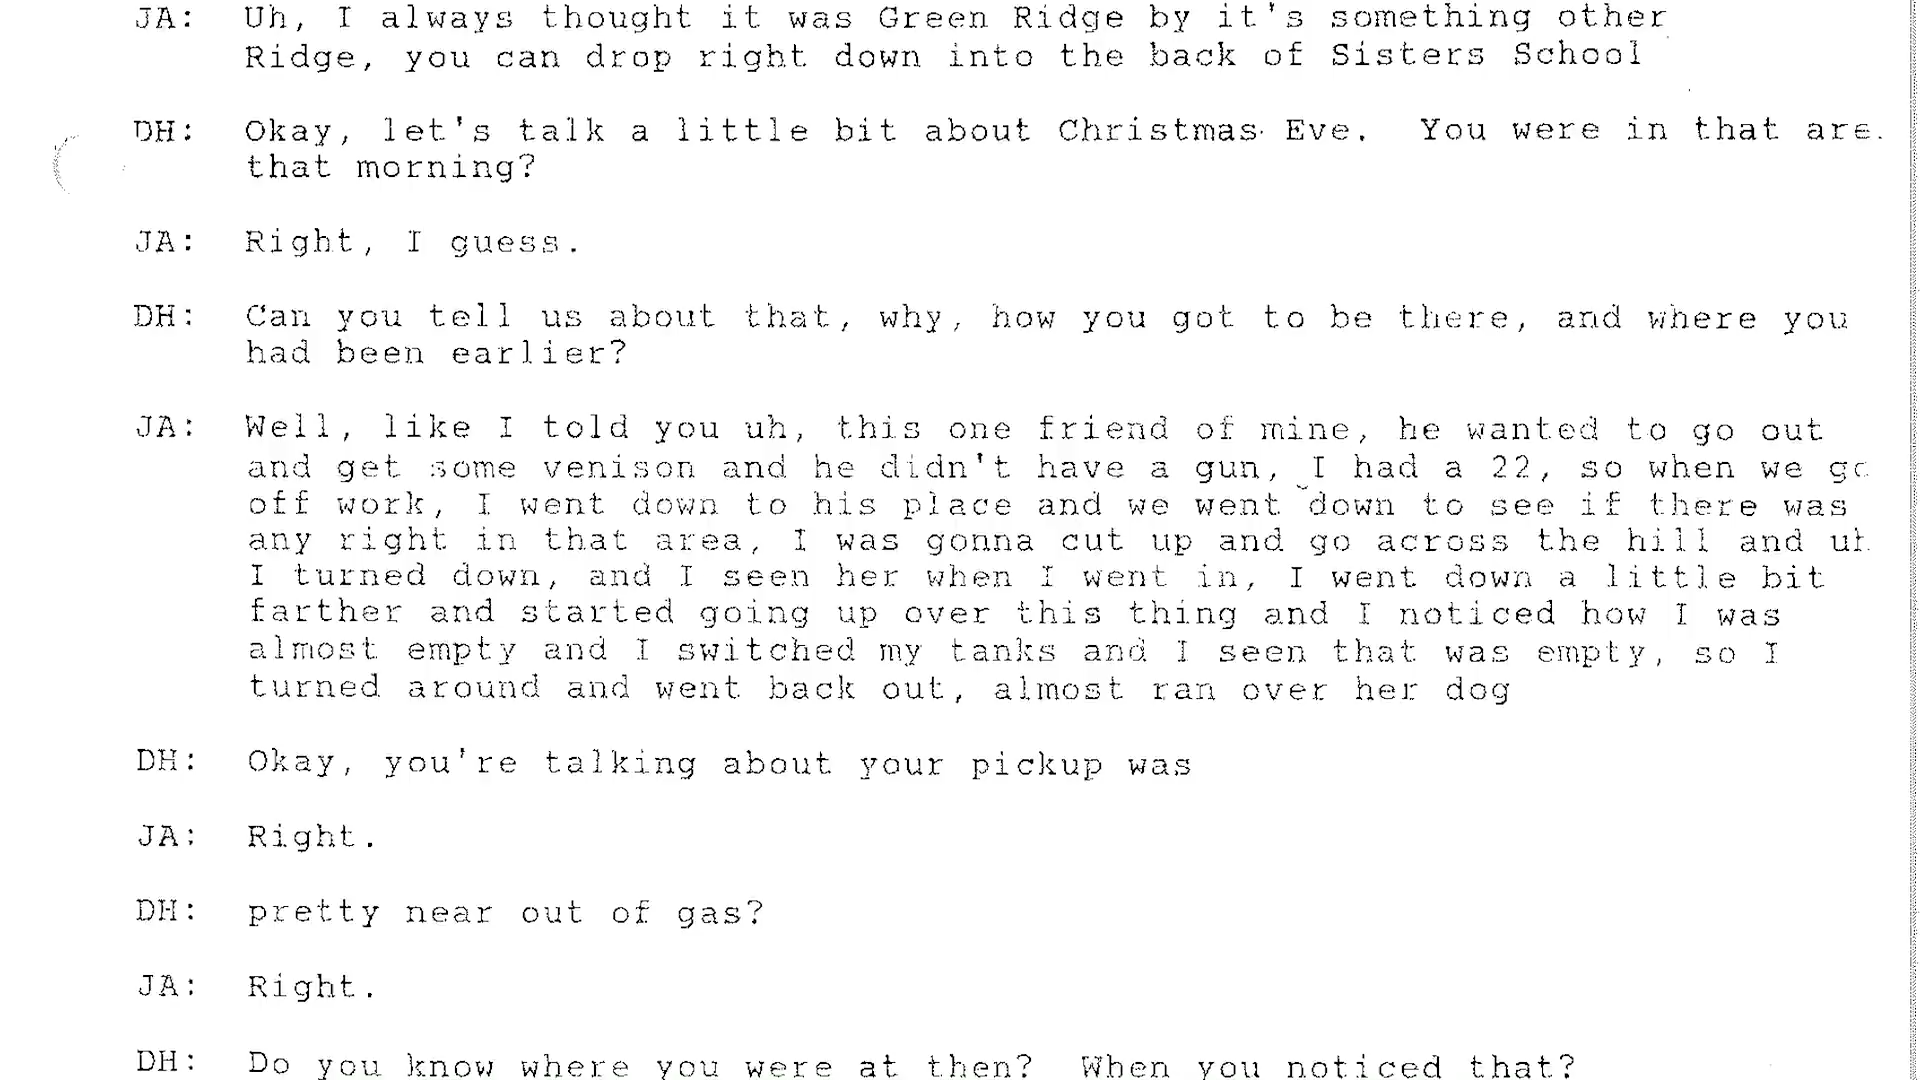 JA: Uh, I always thought it was Green Ridge by it's something other
Ridge, you can drop right down into the back of Sisters School
DH: Okay, let's talk a little bit about Christmas Eve. You were in that are
that morning?
JA: Right, I guess.
DH: Can you tell us about that, why, how you got to be there, and where you
had been earlier?
JA: Well, like I told you uh, this one friend of mine, he wanted to go out
and get some venison and he didn't have a gun, I had a 22, so when we go
off work, I went down to his place and we went down to see if there was
any right in that area, I was gonna cut up and go across the hill and uh
I turned down, and I seen her when I went in, I went down a little bit
farther and started going up over this thing and I noticed how I was
almost empty and I switched my tanks and I seen that was empty, so I
turned around and went back out, almost ran over her dog
DH: Okay, you're talking about your pickup was
JA: Right.
DH: pretty near out of gas?
JA: Right.
DH: Do you know where you were at then? When you noticed that?